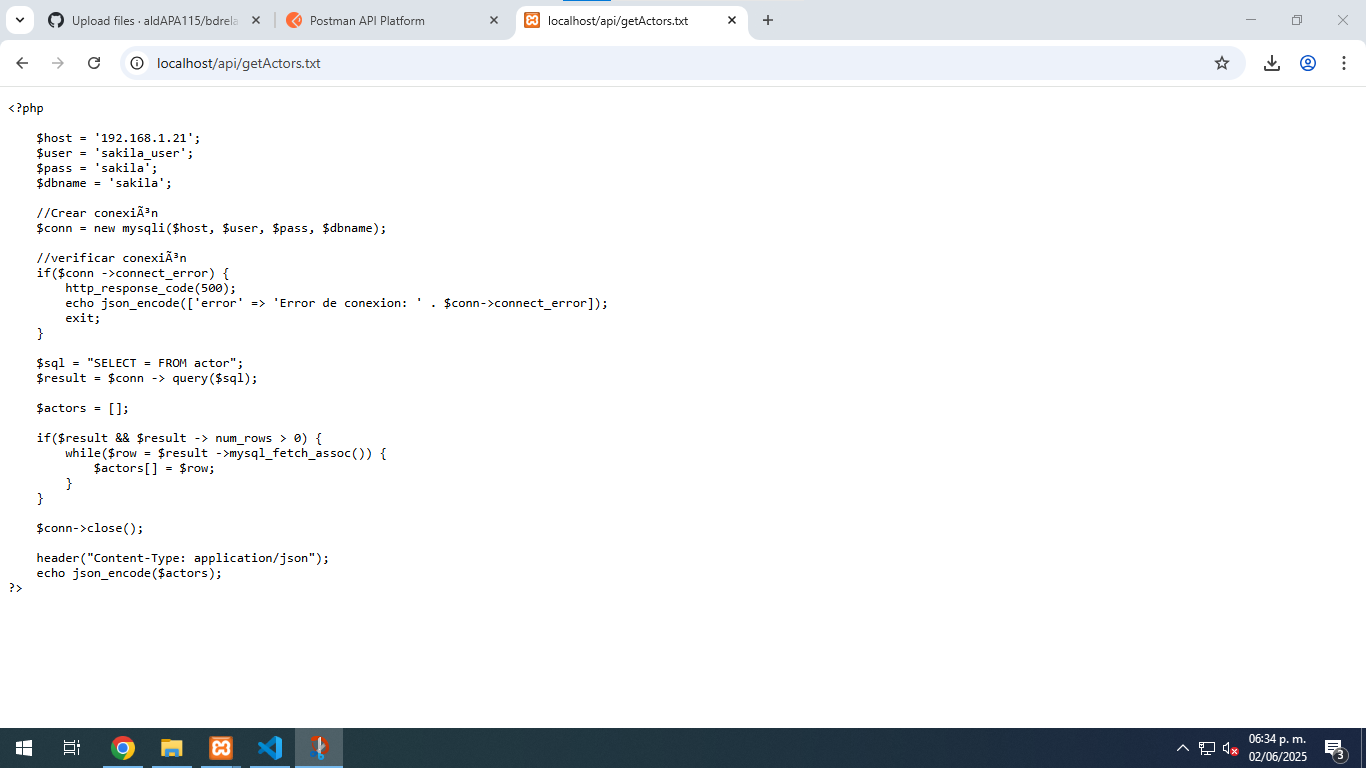 Upload files · aldAPA115/bdrela
Postman API Platform
localhost/api/getActors.txt
localhost/api/getActors.txt
<?php
$host = '192.168.1.21';
$user = 'sakila_user';
$pass = 'sakila';
$dbname = 'sakila';
//Crear conexiÃ³n
$conn = new mysqli($host, $user, $pass, $dbname);
//verificar conexiÃ³n
if($conn ->connect_error) {
http_response_code(500);
echo json_encode(['error' => 'Error de conexion: ' . $conn->connect_error]);
exit;
}
$sql = "SELECT = FROM actor";
$result = $conn -> query($sql);
$actors = [];
if($result && $result -> num_rows > 0) {
while($row = $result ->mysql_fetch_assoc()) {
$actors[] = $row;
}
}
$conn->close();
header("Content-Type: application/json");
echo json_encode($actors);
?>
06:34 p. m.
02/06/2025
3